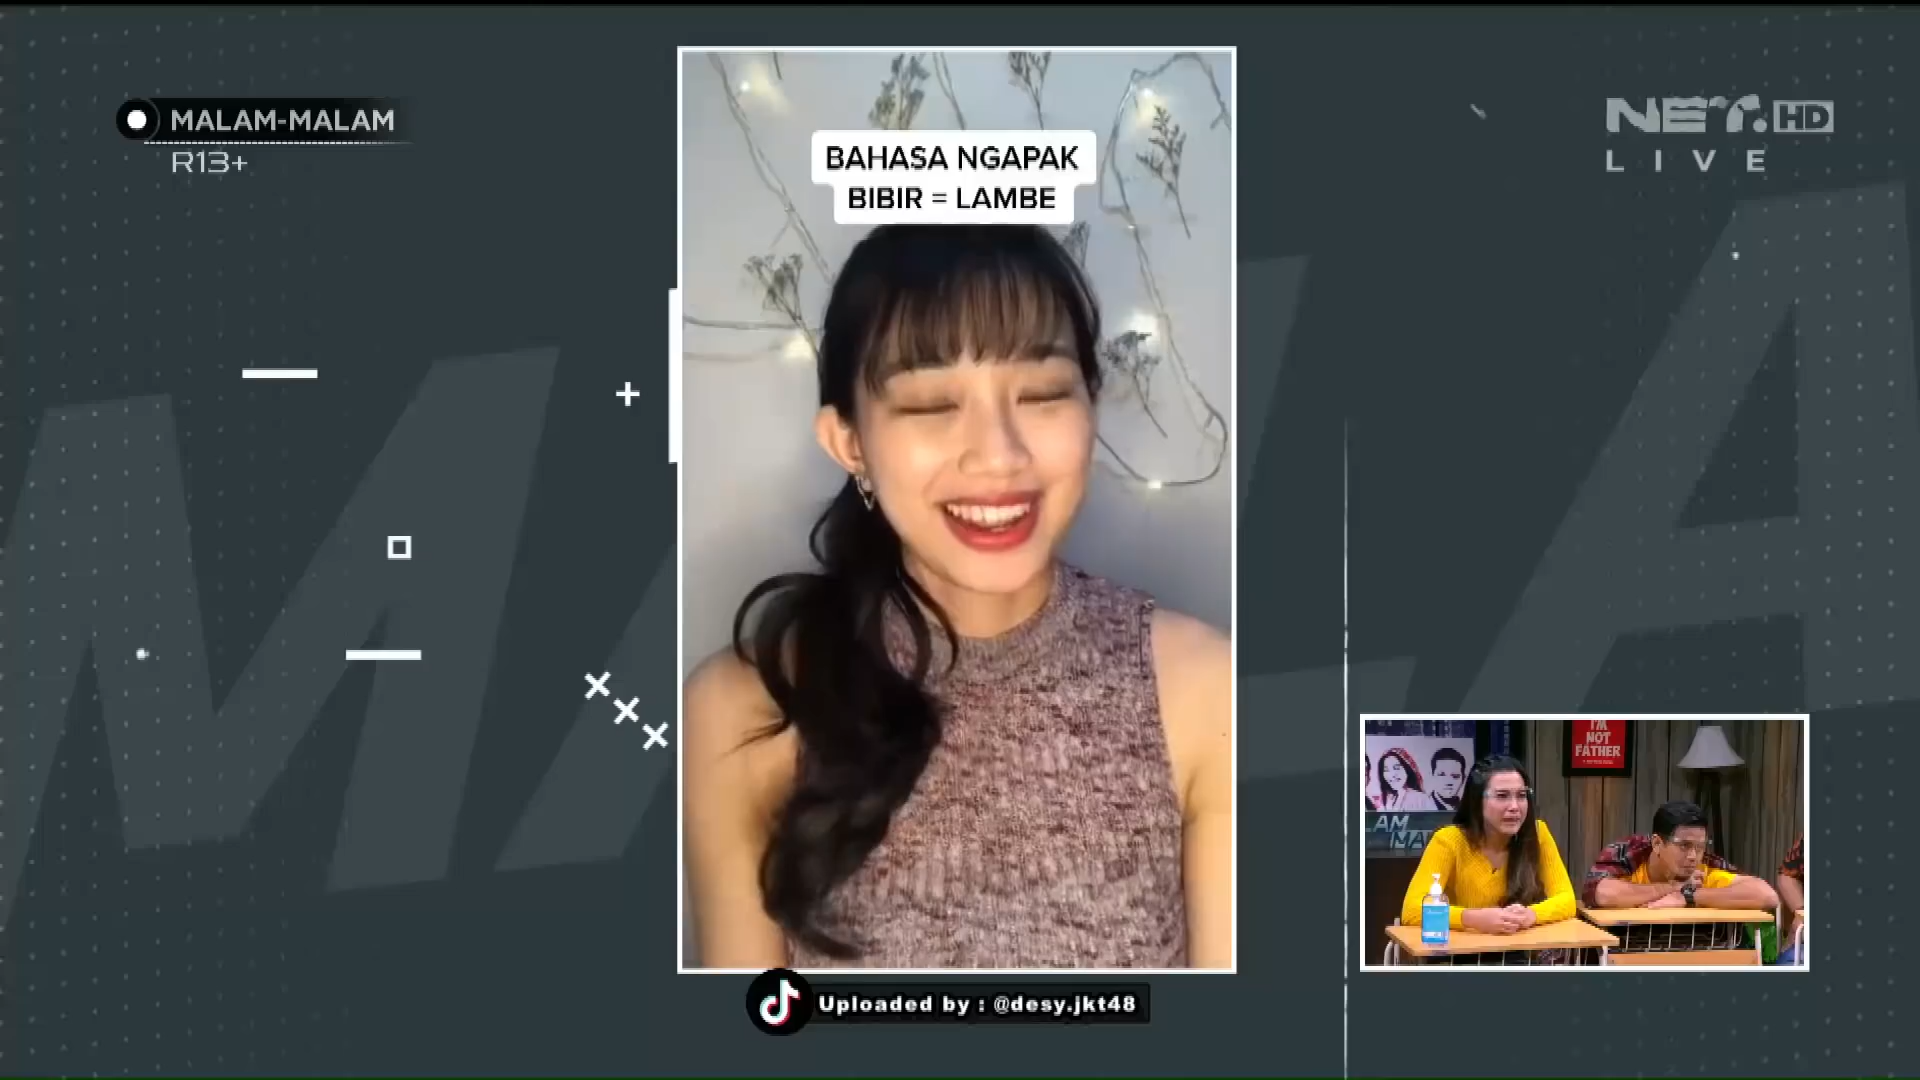 MALAM-MALAM
R13+
NET. HD
LIVE
BAHASA NGAPAK
BIBIR = LAMBE
I'M
NOT
FATHER
Uploaded by : @desy.jkt48